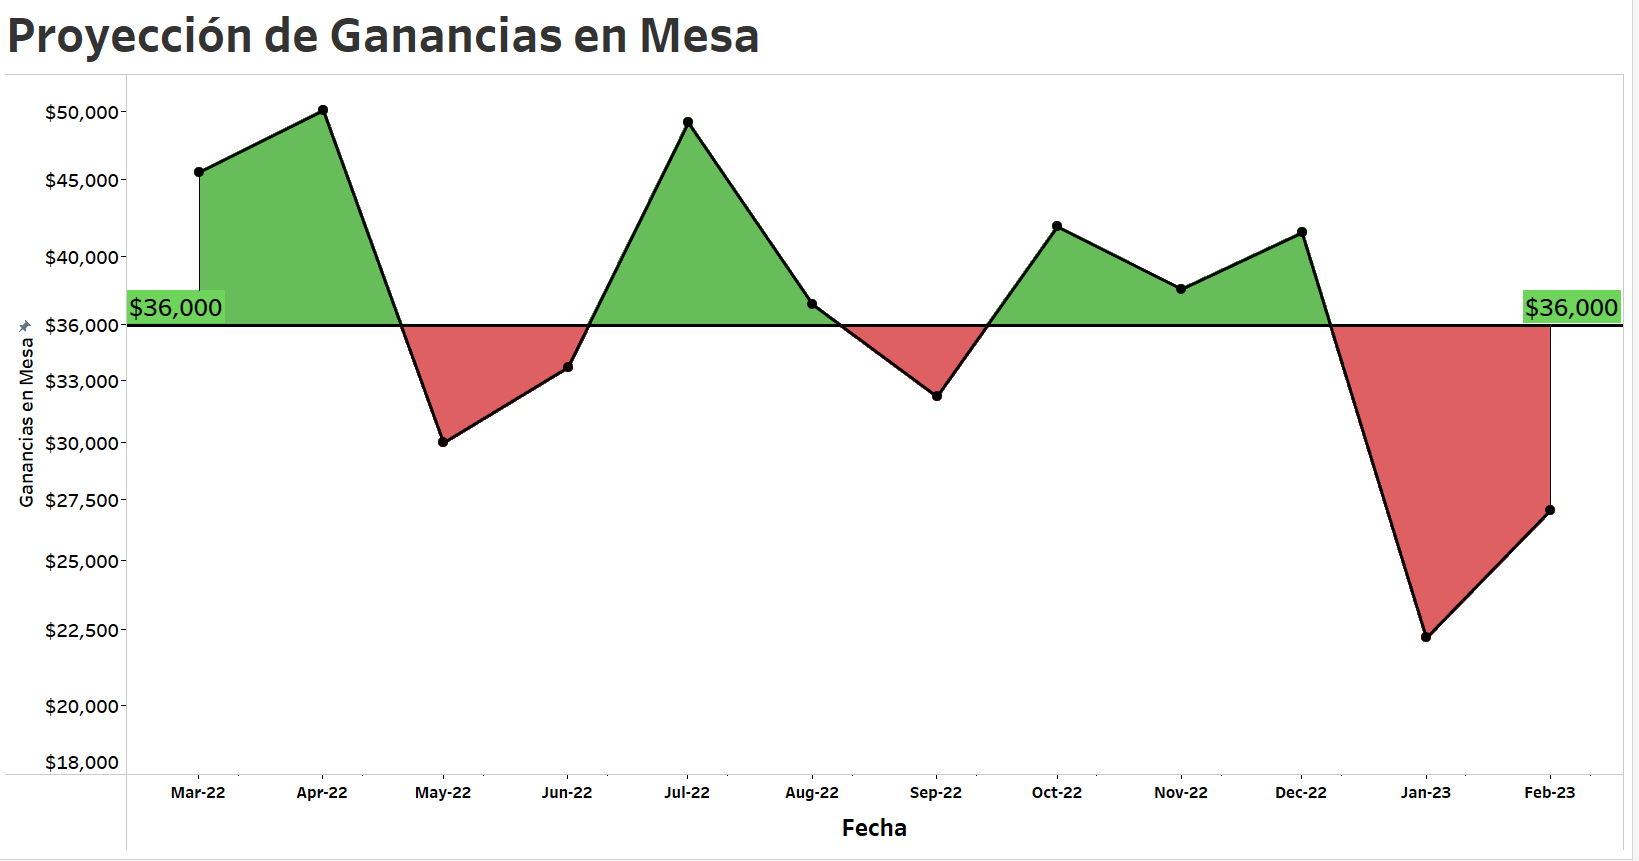 Proyección de Ganancias en Mesa
$50,000
$45,000
$40,000
$36,000
$33,000
$30,000
$27,500
$25,000
$22,500
$20,000
$18,000
Ganancias en Mesa
$36,000
$36,000
Mar-22
Apr-22
May-22
Jun-22
Jul-22
Aug-22
Sep-22
Oct-22
Nov-22
Dec-22
Jan-23
Feb-23
Fecha